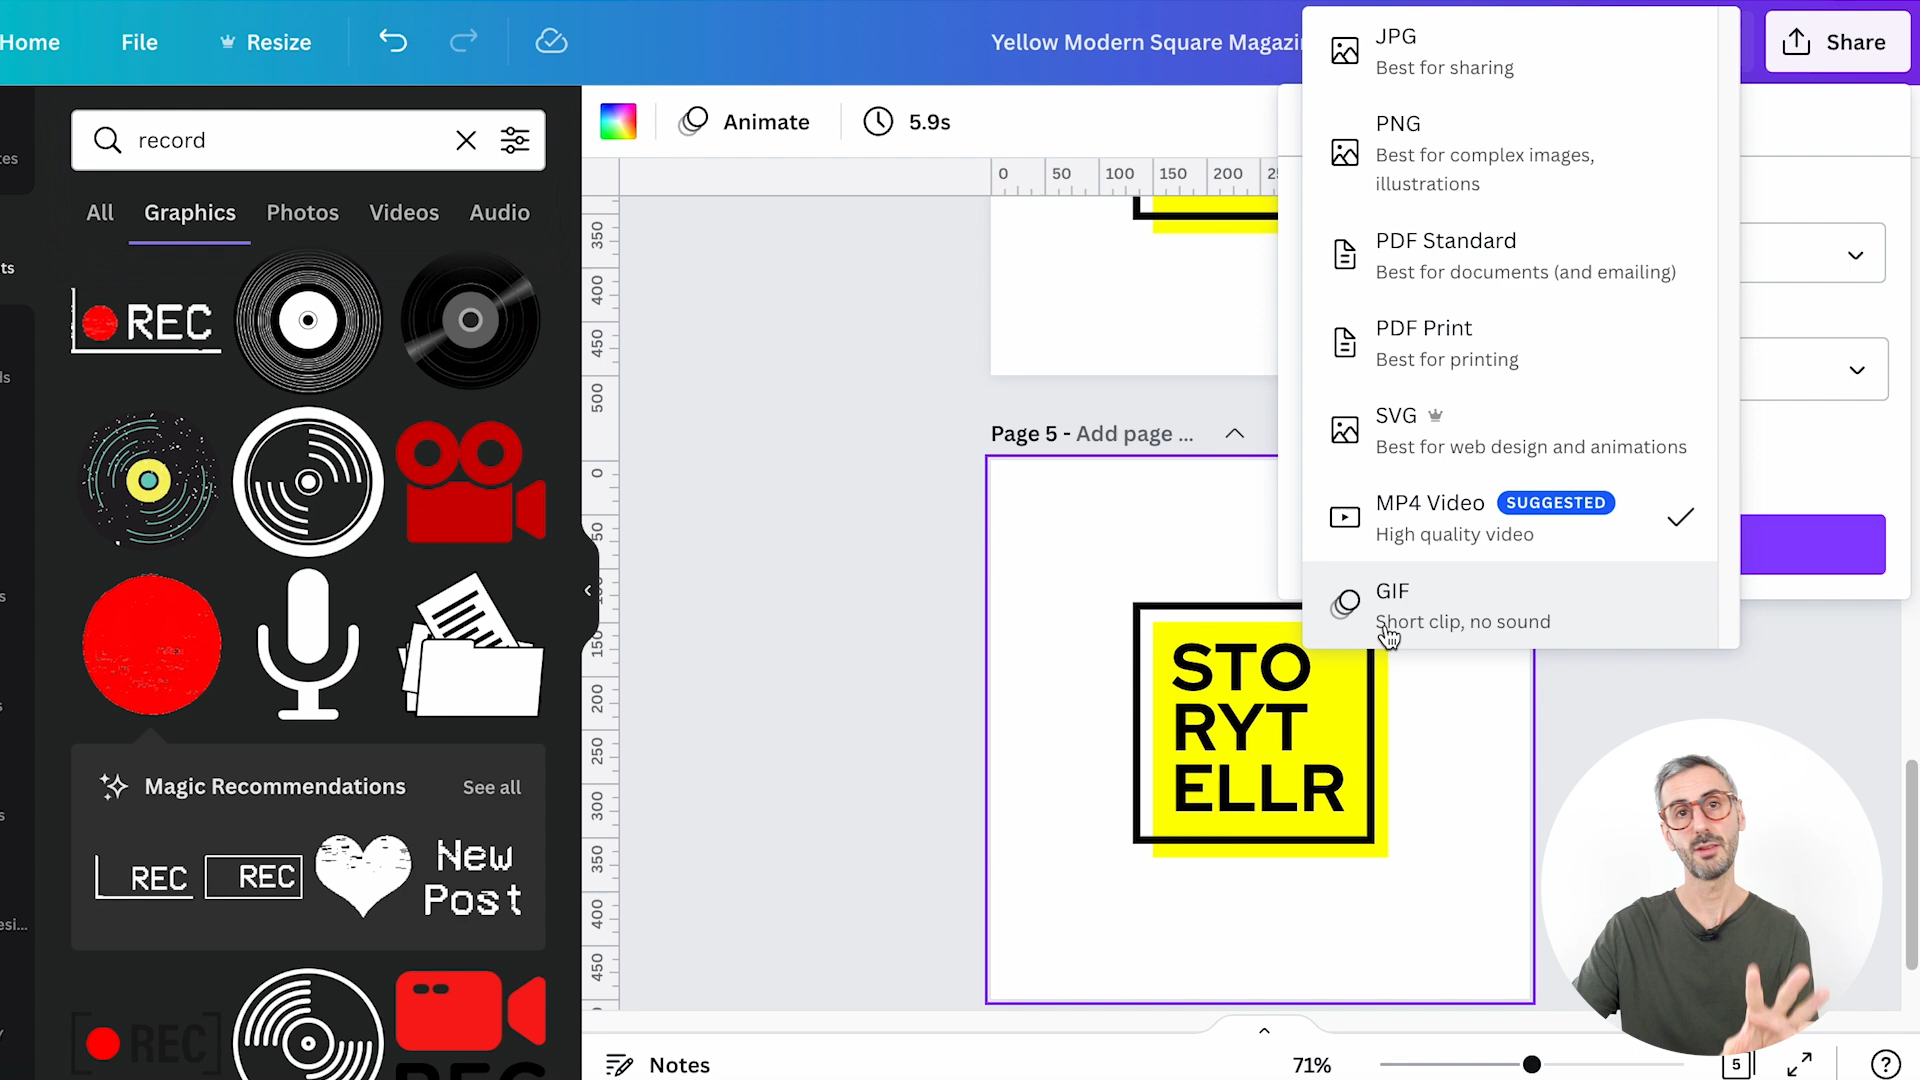 Home
File
Resize
Yellow Modern Square Magazi
Share
record
All
Graphics
Photos
Videos
Audio
REC
Magic Recommendations
See all
REC
REC
New
Post
REC
Animate
5.9s
0
50
100
150
200
350
400
450
500
Page 5 - Add page ...
0
50
200
250
300
350
400
450
STO
RYT
ELLR
JPG
Best for sharing
PNG
Best for complex images,
illustrations
PDF Standard
Best for documents (and emailing)
PDF Print
Best for printing
SVG
Best for web design and animations
MP4 Video SUGGESTED
High quality video
GIF
Short clip, no sound
Notes
71%
5
?